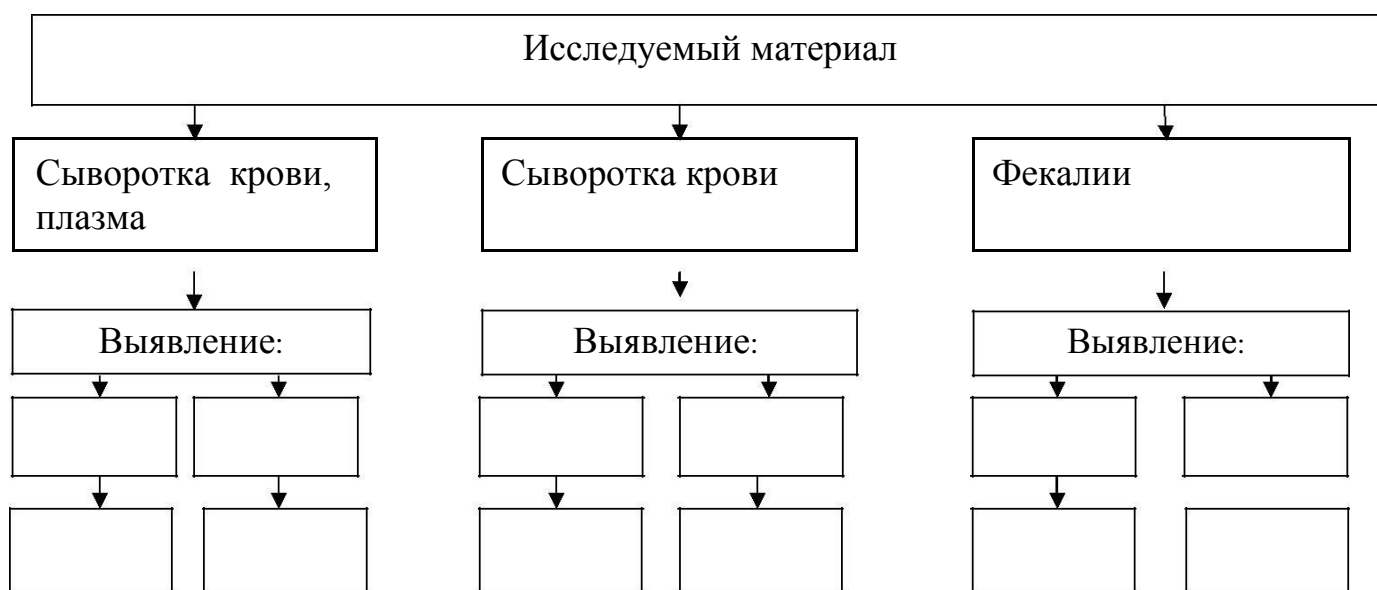 Исследуемый материал
Сыворотка крови,
плазма
Сыворотка крови
Фекалии
Выявление:
Выявление:
Выявление: